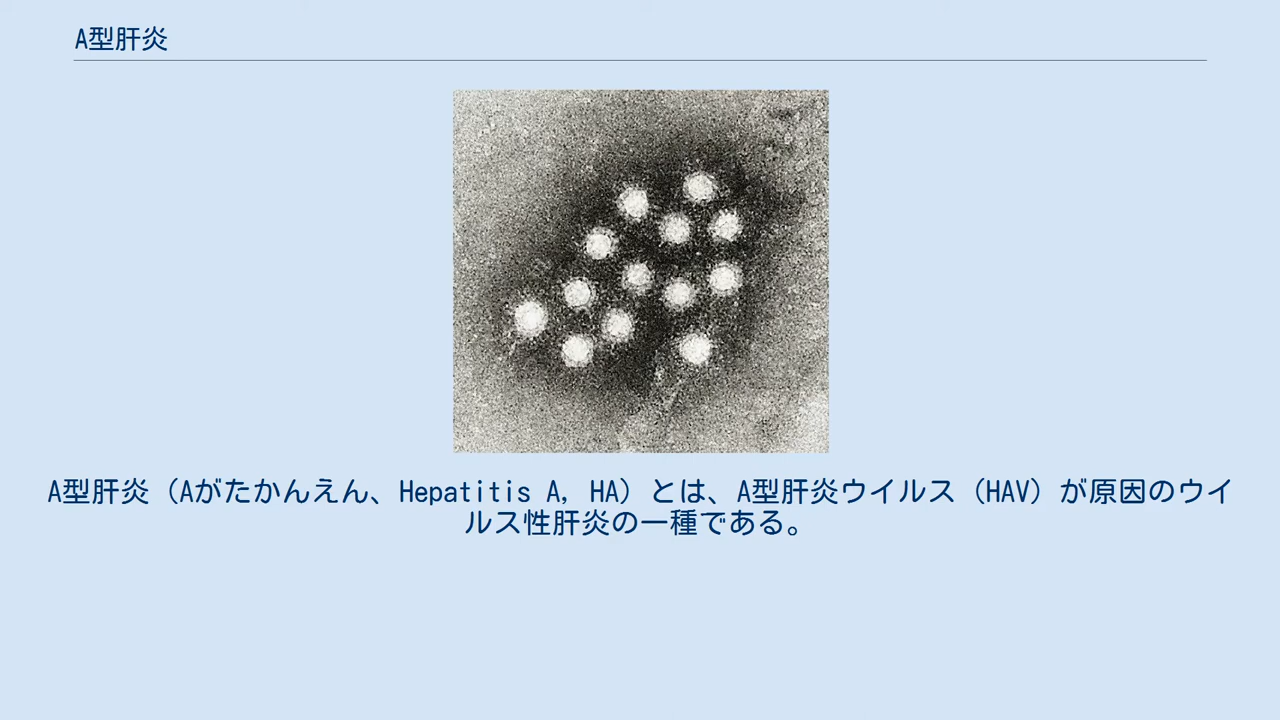 A型肝炎
A型肝炎（Aがたかんえん、Hepatitis A, HA）とは、A型肝炎ウイルス（HAV）が原因のウイ
ルス性肝炎の一種である。